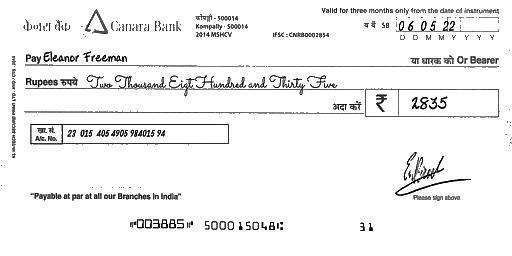 Valid for three months only from the date of instrument
केनरा बैंक Canara Bank
कोंपल्ली - 500014
Kompally - 500014
2014 MSHCV
IFSC : CNRB0002854
SB 06 05 22
D D M M Y Y Y Y
Pay Eleanor Freeman या धारक को Or Bearer
Rupees रुपये Two Thousand Eigt Hundred and Thirty Five
अदा करें ₹ 2835
खा. सं.
A/c. No. 23 015 405 4905 984015 94
Please sign above
"Payable at par at all our Branches in India"
⑈003885⑈ 500015048⑆ 31